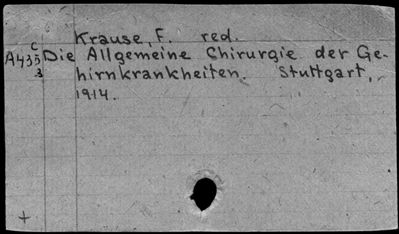 Krause, F. red.
C
A435 Die Allgemeine Chirurgie der Ge-
3 hirnkrankheiten. Stuttgart,
1914.
+